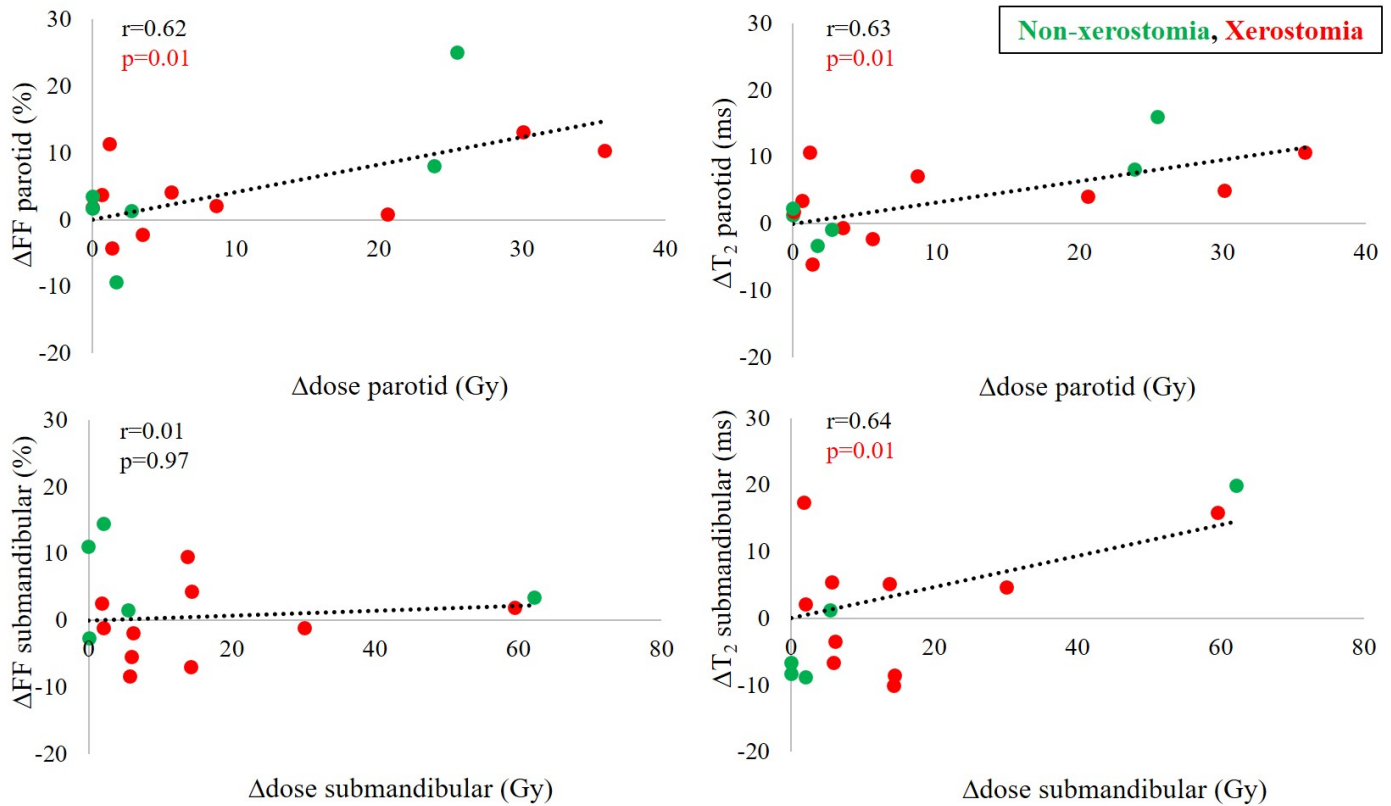 Non-xerostomia, Xerostomia
r=0.62
p=0.01
30
20
10
0
-10
-20
0
10
20
30
40
ΔFF parotid (%)
Δdose parotid (Gy)
r=0.63
p=0.01
30
20
10
0
-10
-20
0
10
20
30
40
ΔT₂ parotid (ms)
Δdose parotid (Gy)
r=0.01
p=0.97
30
20
10
0
-10
-20
0
20
40
60
80
ΔFF submandibular (%)
Δdose submandibular (Gy)
r=0.64
p=0.01
30
20
10
0
-10
-20
0
20
40
60
80
ΔT₂ submandibular (ms)
Δdose submandibular (Gy)